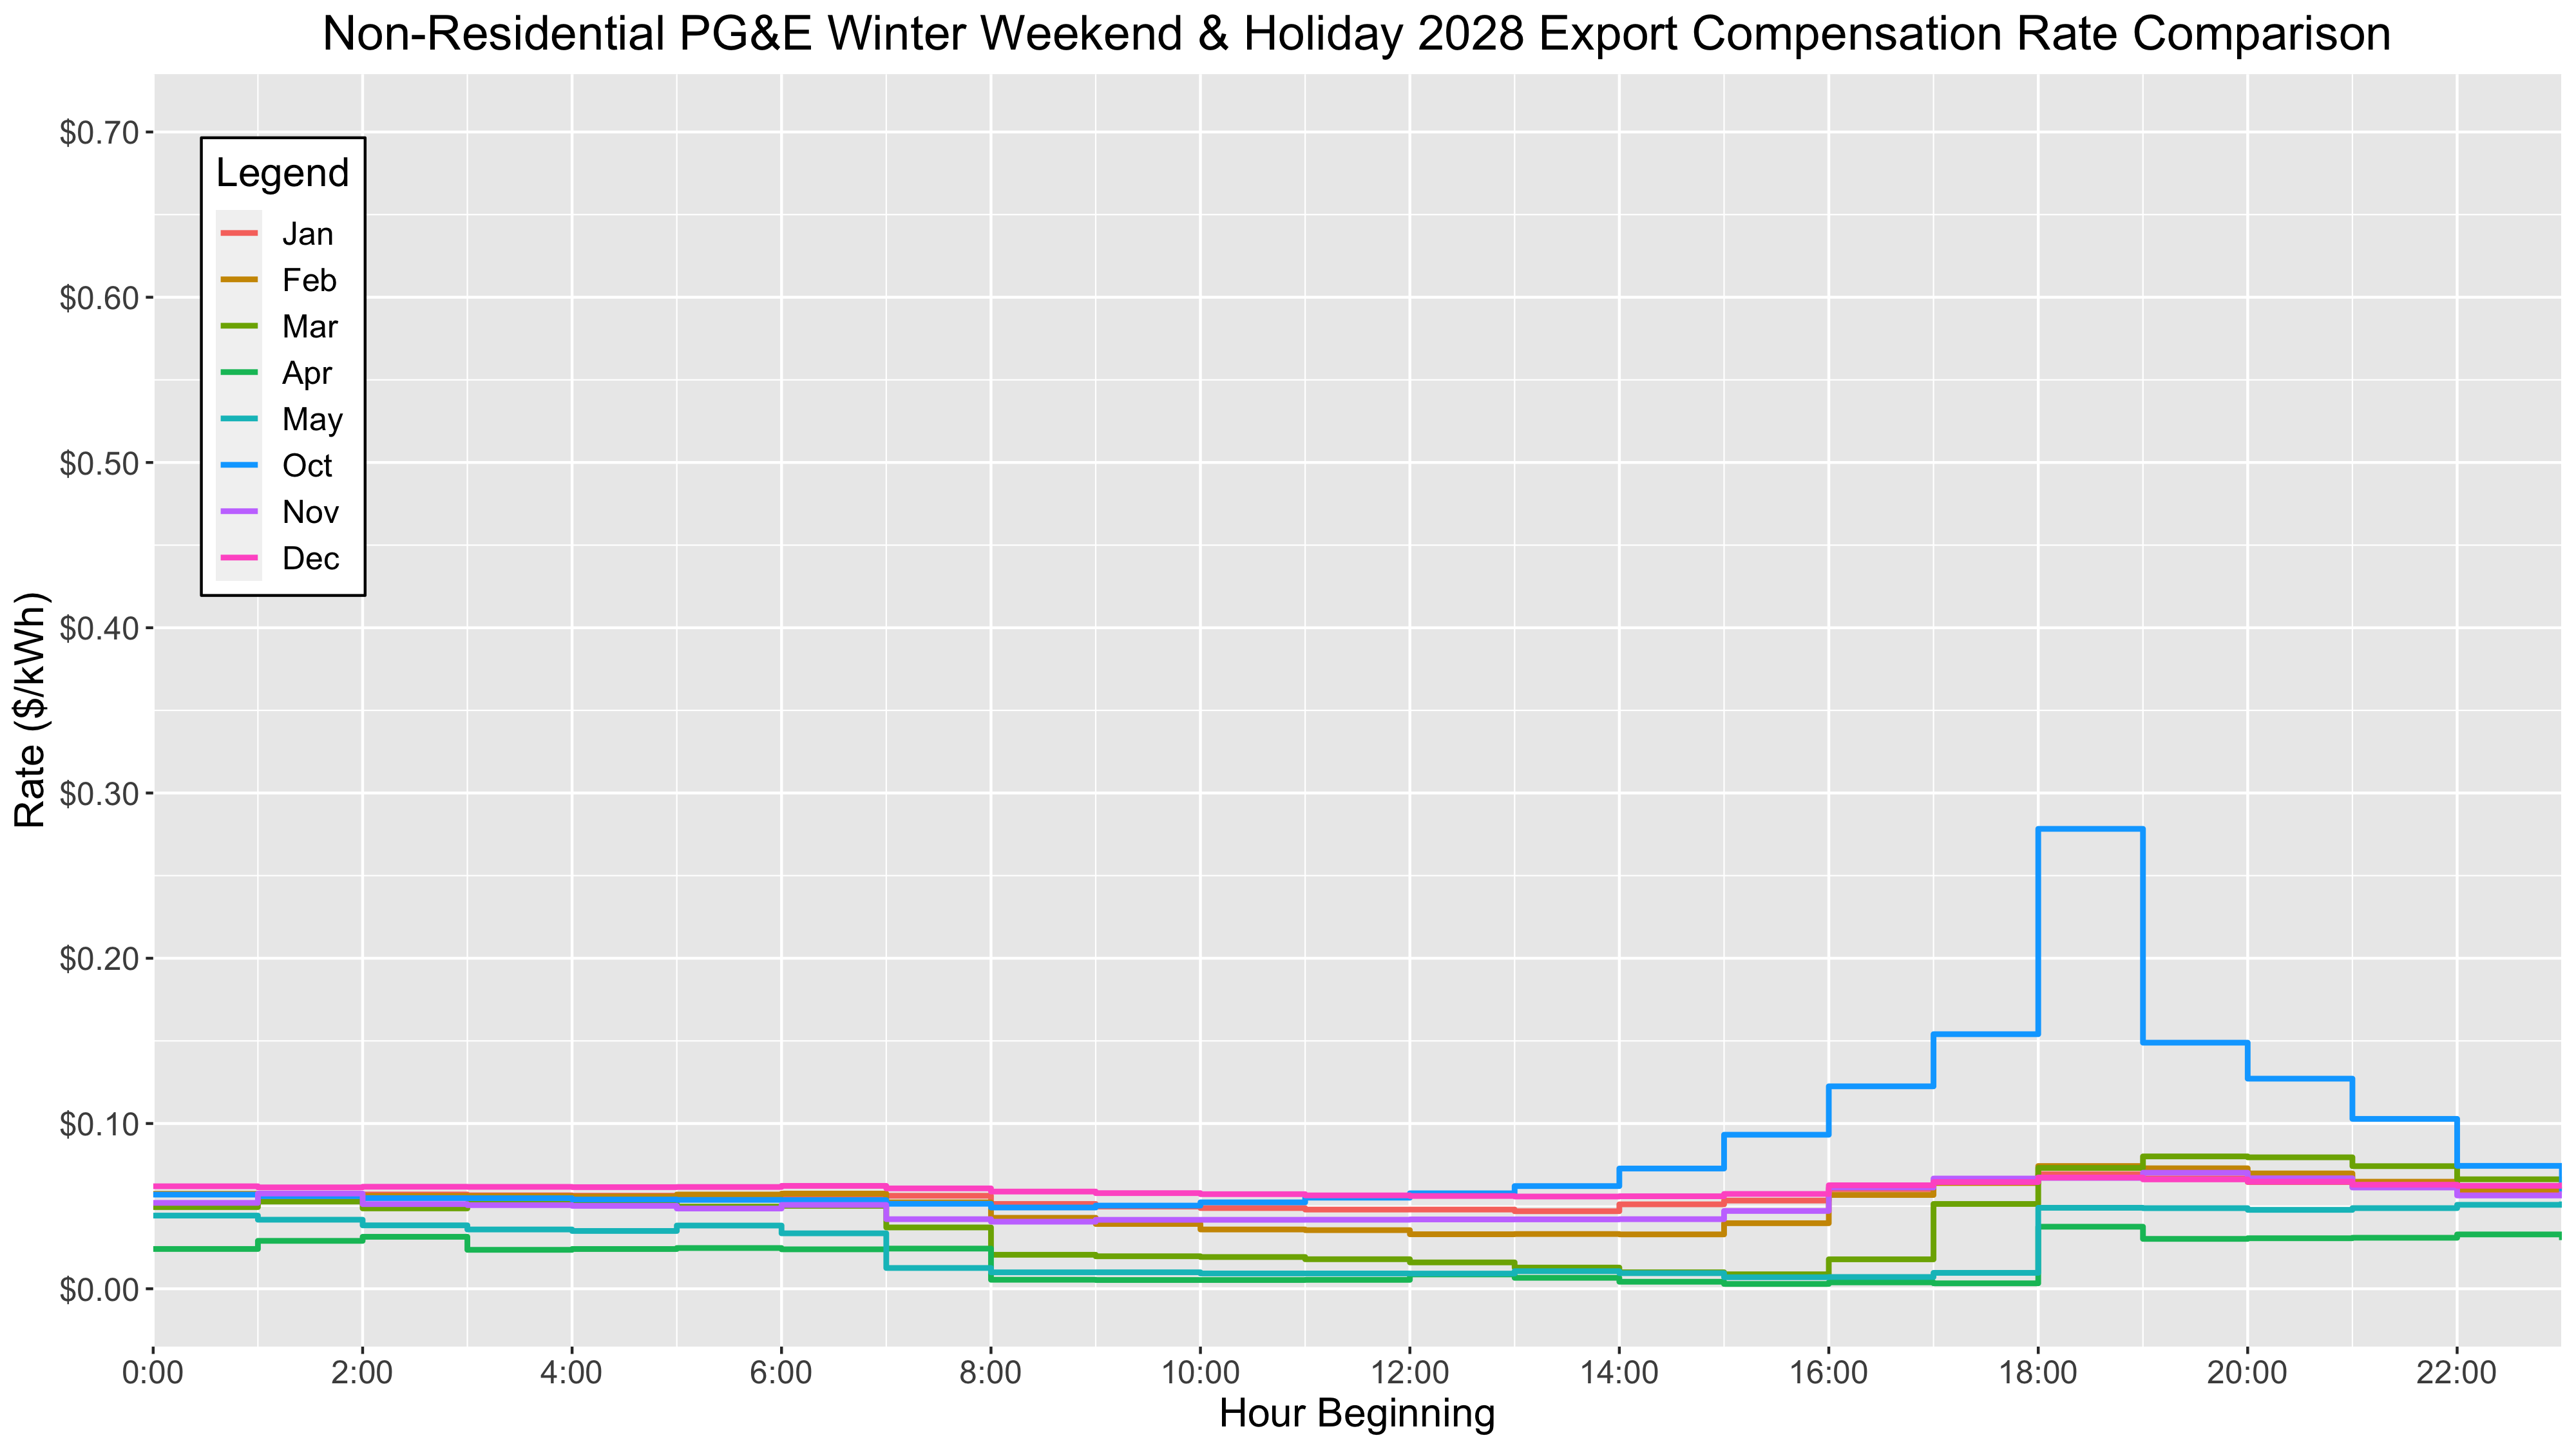 Non-Residential PG&E Winter Weekend & Holiday 2028 Export Compensation Rate Comparison
$0.70
$0.60
$0.50
$0.40
$0.30
$0.20
$0.10
$0.00
Rate ($/kWh)
Legend
Jan
Feb
Mar
Apr
May
Oct
Nov
Dec
0:00 2:00 4:00 6:00 8:00 10:00 12:00 14:00 16:00 18:00 20:00 22:00
Hour Beginning